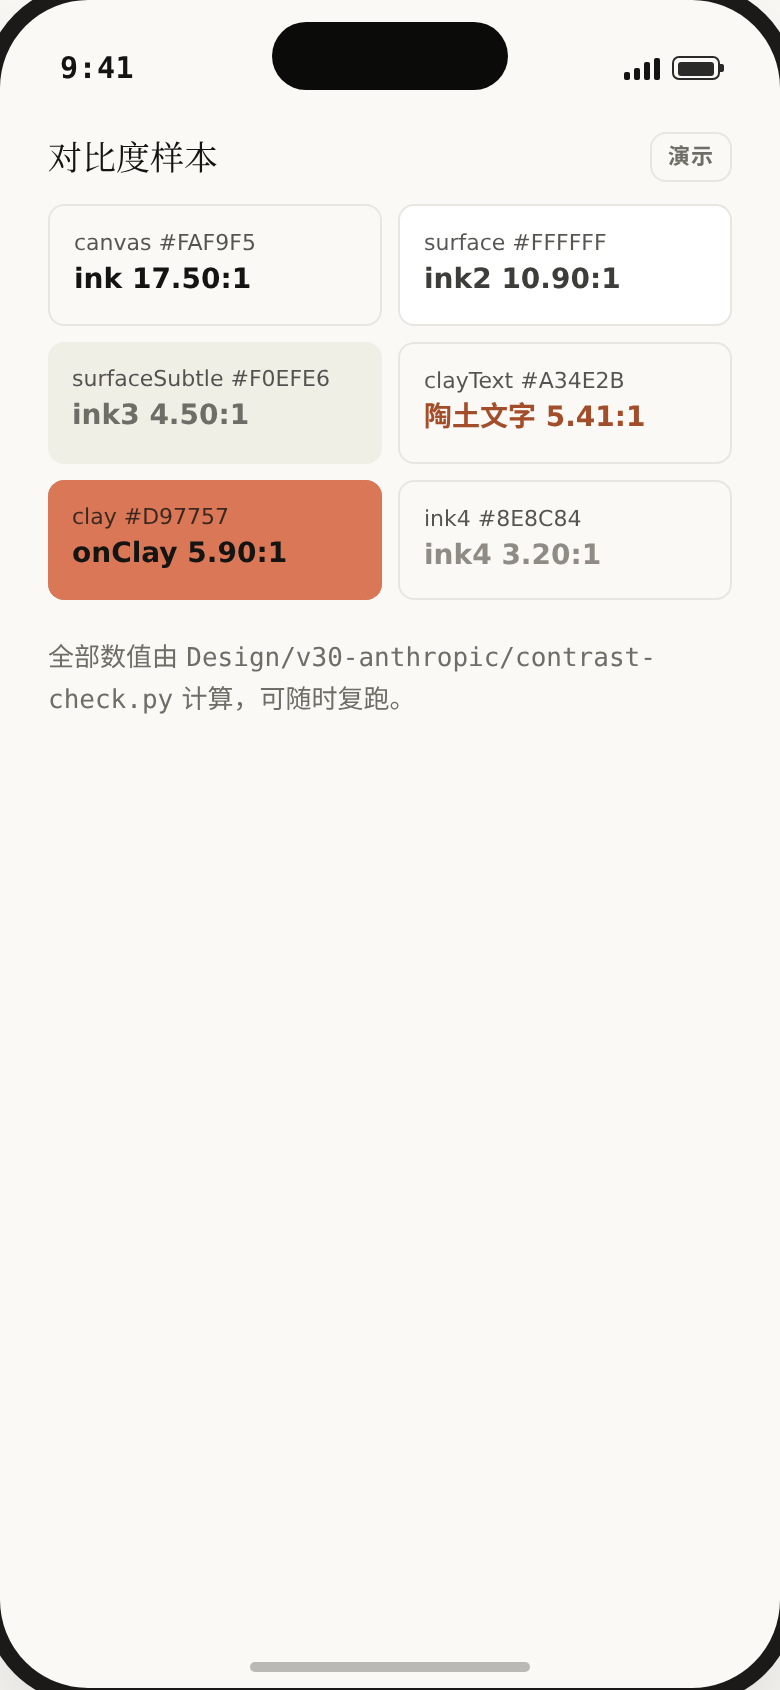 9:41
对比度样本
演示
canvas #FAF9F5
ink 17.50:1
surface #FFFFFF
ink2 10.90:1
surfaceSubtle #F0EFE6
ink3 4.50:1
clayText #A34E2B
陶土文字 5.41:1
clay #D97757
onClay 5.90:1
ink4 #8E8C84
ink4 3.20:1
全部数值由 Design/v30-anthropic/contrast-
check.py 计算，可随时复跑。